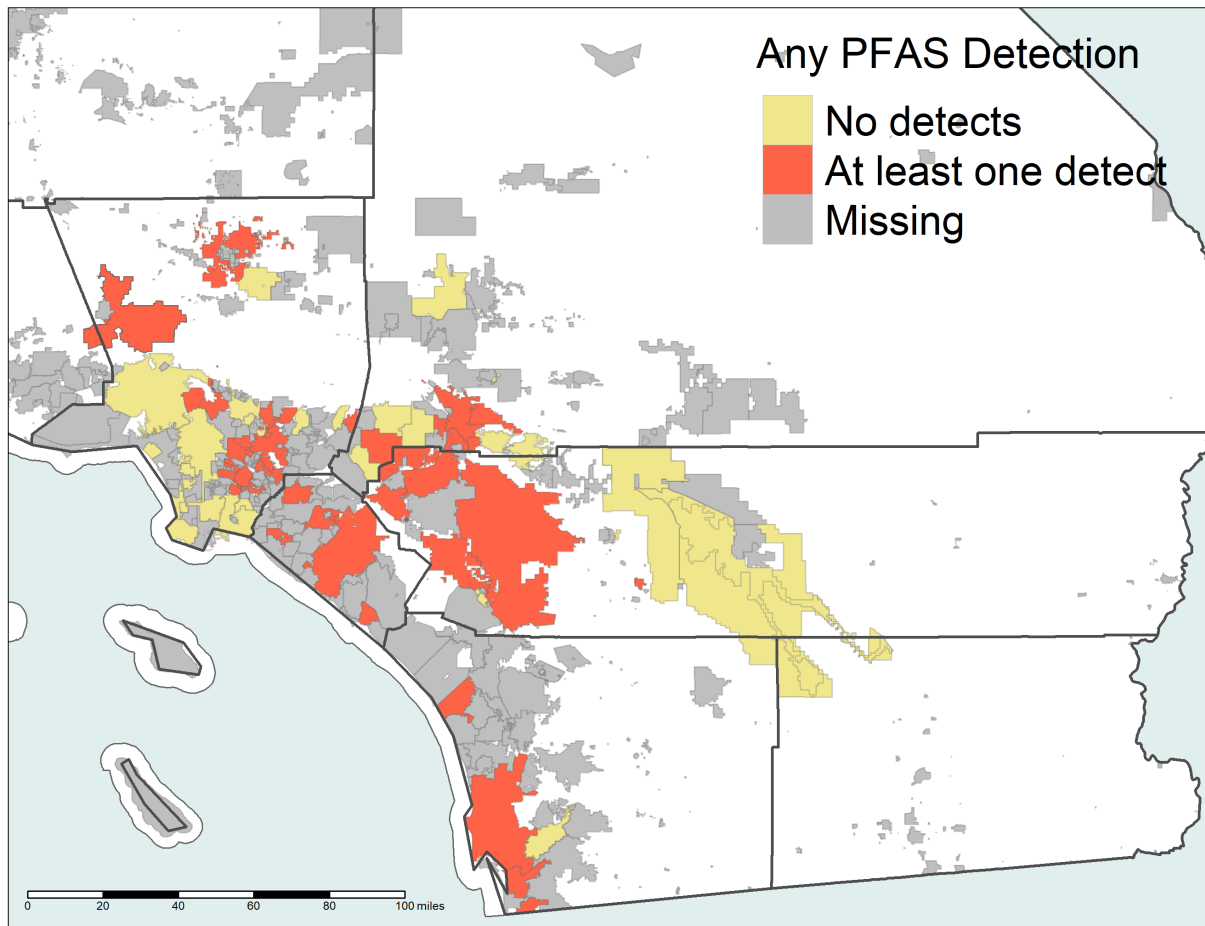 Any PFAS Detection
No detects
At least one detect
Missing
0 20 40 60 80 100 miles